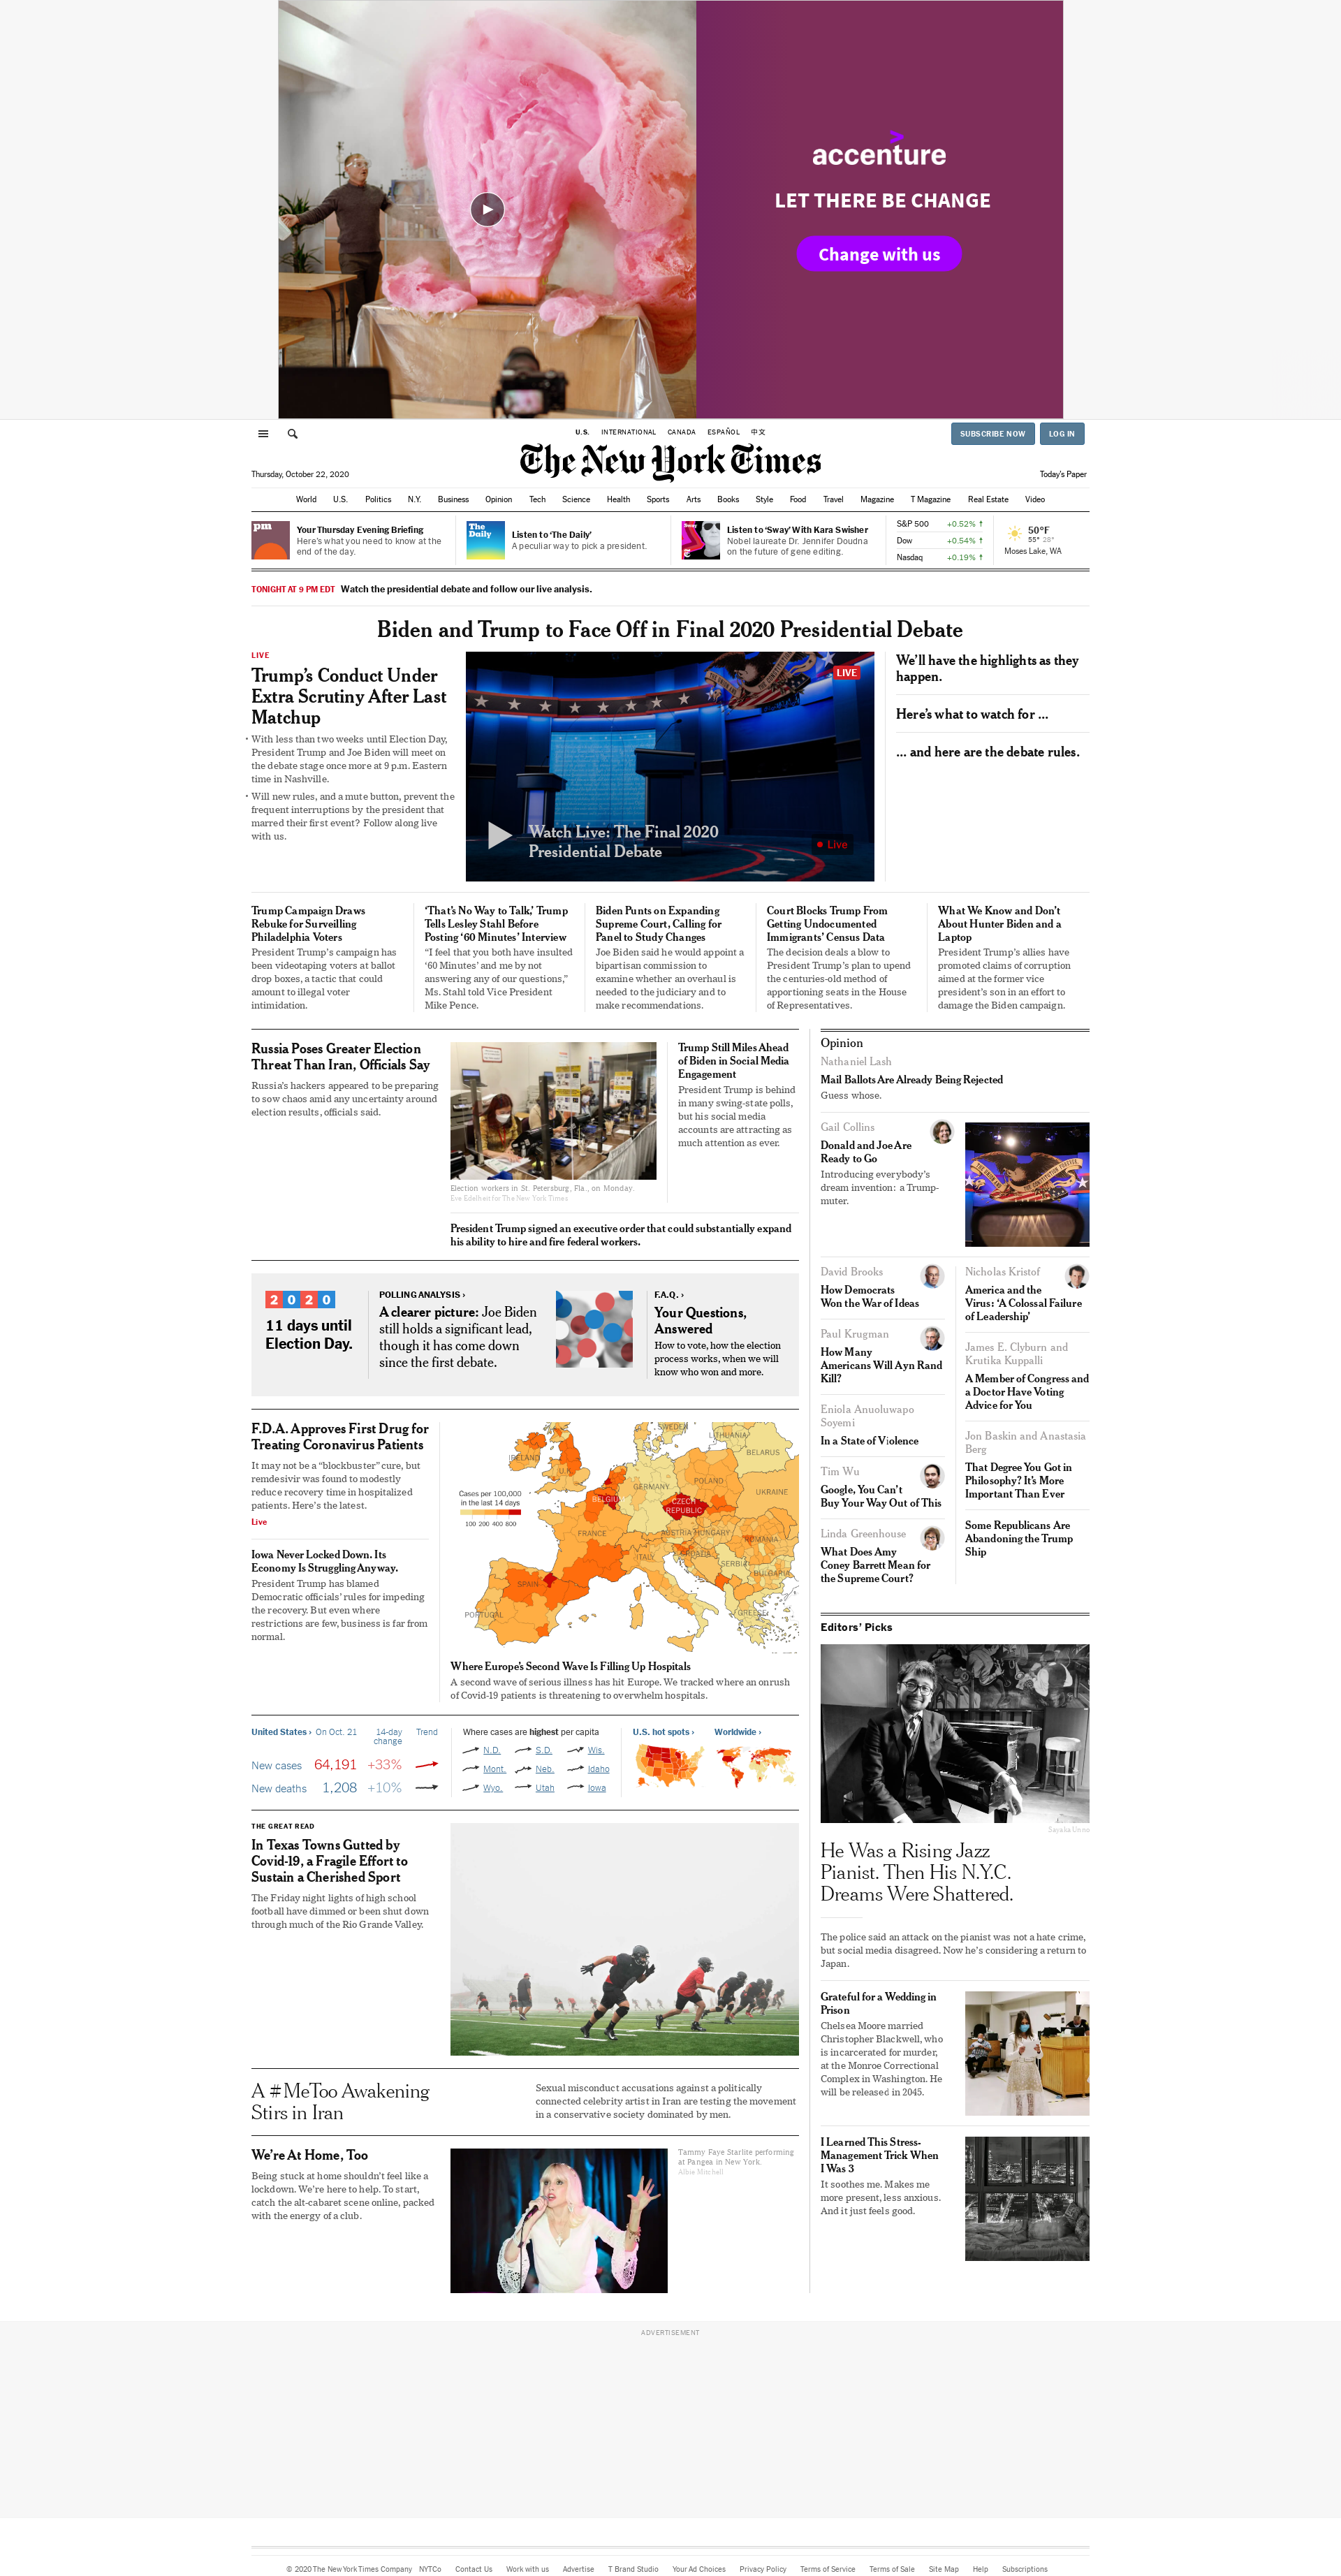 accenture
LET THERE BE CHANGE
Change with us
U.S. INTERNATIONAL CANADA ESPAÑOL 中文
SUBSCRIBE NOW LOG IN
The New York Times
Thursday, October 22, 2020
Today's Paper
World U.S. Politics N.Y. Business Opinion Tech Science Health Sports Arts Books Style Food Travel Magazine T Magazine Real Estate Video
pm
Your Thursday Evening Briefing
Here's what you need to know at the
end of the day.
The
Daily
Listen to 'The Daily'
A peculiar way to pick a president.
Listen to 'Sway' With Kara Swisher
Nobel laureate Dr. Jennifer Doudna
on the future of gene editing.
S&P 500 +0.52% ↑
Dow +0.54% ↑
Nasdaq +0.19% ↑
50°F
55° 28°
Moses Lake, WA
TONIGHT AT 9 PM EDT Watch the presidential debate and follow our live analysis.
Biden and Trump to Face Off in Final 2020 Presidential Debate
LIVE
Trump's Conduct Under
Extra Scrutiny After Last
Matchup
• With less than two weeks until Election Day,
President Trump and Joe Biden will meet on
the debate stage once more at 9 p.m. Eastern
time in Nashville.
• Will new rules, and a mute button, prevent the
frequent interruptions by the president that
marred their first event? Follow along live
with us.
LIVE
Watch Live: The Final 2020
Presidential Debate
Live
We'll have the highlights as they
happen.
Here's what to watch for …
… and here are the debate rules.
Trump Campaign Draws
Rebuke for Surveilling
Philadelphia Voters
President Trump's campaign has
been videotaping voters at ballot
drop boxes, a tactic that could
amount to illegal voter
intimidation.
'That's No Way to Talk,' Trump
Tells Lesley Stahl Before
Posting '60 Minutes' Interview
"I feel that you both have insulted
'60 Minutes' and me by not
answering any of our questions,"
Ms. Stahl told Vice President
Mike Pence.
Biden Punts on Expanding
Supreme Court, Calling for
Panel to Study Changes
Joe Biden said he would appoint a
bipartisan commission to
examine whether an overhaul is
needed to the judiciary and to
make recommendations.
Court Blocks Trump From
Getting Undocumented
Immigrants' Census Data
The decision deals a blow to
President Trump's plan to upend
the centuries-old method of
apportioning seats in the House
of Representatives.
What We Know and Don't
About Hunter Biden and a
Laptop
President Trump's allies have
promoted claims of corruption
aimed at the former vice
president's son in an effort to
damage the Biden campaign.
Russia Poses Greater Election
Threat Than Iran, Officials Say
Russia's hackers appeared to be preparing
to sow chaos amid any uncertainty around
election results, officials said.
Election workers in St. Petersburg, Fla., on Monday.
Eve Edelheit for The New York Times
Trump Still Miles Ahead
of Biden in Social Media
Engagement
President Trump is behind
in many swing-state polls,
but his social media
accounts are attracting as
much attention as ever.
President Trump signed an executive order that could substantially expand
his ability to hire and fire federal workers.
2020
11 days until
Election Day.
POLLING ANALYSIS ›
A clearer picture: Joe Biden
still holds a significant lead,
though it has come down
since the first debate.
F.A.Q. ›
Your Questions,
Answered
How to vote, how the election
process works, when we will
know who won and more.
F.D.A. Approves First Drug for
Treating Coronavirus Patients
It may not be a "blockbuster" cure, but
remdesivir was found to modestly
reduce recovery time in hospitalized
patients. Here's the latest.
Live
Iowa Never Locked Down. Its
Economy Is Struggling Anyway.
President Trump has blamed
Democratic officials' rules for impeding
the recovery. But even where
restrictions are few, business is far from
normal.
Cases per 100,000
in the last 14 days
100 200 400 800
SWEDEN
LITHUANIA
IRELAND
BELARUS
U.K.
POLAND
GERMANY
UKRAINE
BELGIUM
CZECH
REPUBLIC
FRANCE
AUSTRIA
HUNGARY
ROMANIA
ITALY
CROATIA
SERBIA
BULGARIA
SPAIN
PORTUGAL
GREECE
Where Europe's Second Wave Is Filling Up Hospitals
A second wave of serious illness has hit Europe. We tracked where an onrush
of Covid-19 patients is threatening to overwhelm hospitals.
United States › On Oct. 21 14-day
change Trend
New cases 64,191 +33%
New deaths 1,208 +10%
Where cases are highest per capita
N.D. S.D. Wis.
Mont. Neb. Idaho
Wyo. Utah Iowa
U.S. hot spots › Worldwide ›
THE GREAT READ
In Texas Towns Gutted by
Covid-19, a Fragile Effort to
Sustain a Cherished Sport
The Friday night lights of high school
football have dimmed or been shut down
through much of the Rio Grande Valley.
A #MeToo Awakening
Stirs in Iran
Sexual misconduct accusations against a politically
connected celebrity artist in Iran are testing the movement
in a conservative society dominated by men.
We're At Home, Too
Being stuck at home shouldn't feel like a
lockdown. We're here to help. To start,
catch the alt-cabaret scene online, packed
with the energy of a club.
Tammy Faye Starlite performing
at Pangea in New York.
Albie Mitchell
Opinion
Nathaniel Lash
Mail Ballots Are Already Being Rejected
Guess whose.
Gail Collins
Donald and Joe Are
Ready to Go
Introducing everybody's
dream invention: a Trump-
muter.
David Brooks
How Democrats
Won the War of Ideas
Paul Krugman
How Many
Americans Will Ayn Rand
Kill?
Eniola Anuoluwapo
Soyemi
In a State of Violence
Tim Wu
Google, You Can't
Buy Your Way Out of This
Linda Greenhouse
What Does Amy
Coney Barrett Mean for
the Supreme Court?
Nicholas Kristof
America and the
Virus: 'A Colossal Failure
of Leadership'
James E. Clyburn and
Krutika Kuppalli
A Member of Congress and
a Doctor Have Voting
Advice for You
Jon Baskin and Anastasia
Berg
That Degree You Got in
Philosophy? It's More
Important Than Ever
Some Republicans Are
Abandoning the Trump
Ship
Editors' Picks
Sayaka Ueno
He Was a Rising Jazz
Pianist. Then His N.Y.C.
Dreams Were Shattered.
The police said an attack on the pianist was not a hate crime,
but social media disagreed. Now he's considering a return to
Japan.
Grateful for a Wedding in
Prison
Chelsea Moore married
Christopher Blackwell, who
is incarcerated for murder,
at the Monroe Correctional
Complex in Washington. He
will be released in 2045.
I Learned This Stress-
Management Trick When
I Was 3
It soothes me. Makes me
more present, less anxious.
And it just feels good.
ADVERTISEMENT
© 2020 The New York Times Company NYTCo Contact Us Work with us Advertise T Brand Studio Your Ad Choices Privacy Policy Terms of Service Terms of Sale Site Map Help Subscriptions